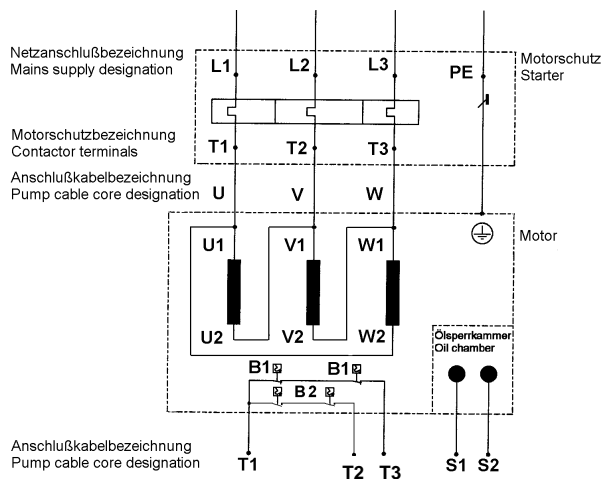 Netzanschlußbezeichnung
Mains supply designation
L1 L2 L3 PE
Motorschutz
Starter
Motorschutzbezeichnung
Contactor terminals
T1 T2 T3
Anschlußkabelbezeichnung
Pump cable core designation
U V W
Motor
U1 V1 W1
U2 V2 W2
Ölsperrkammer
Oil chamber
B1 B1
B2
Anschlußkabelbezeichnung
Pump cable core designation
T1 T2 T3 S1 S2